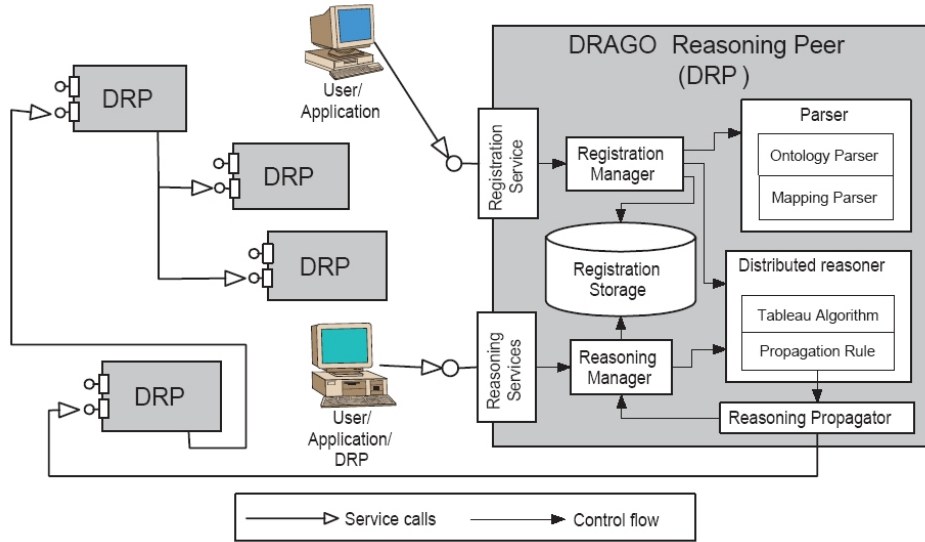 DRP
DRP
DRP
DRP
User/
Application
User/
Application/
DRP
DRAGO Reasoning Peer
(DRP)
Registration
Service
Registration
Manager
Parser
Ontology Parser
Mapping Parser
Registration
Storage
Distributed reasoner
Tableau Algorithm
Propagation Rule
Reasoning
Services
Reasoning
Manager
Reasoning Propagator
Service calls
Control flow